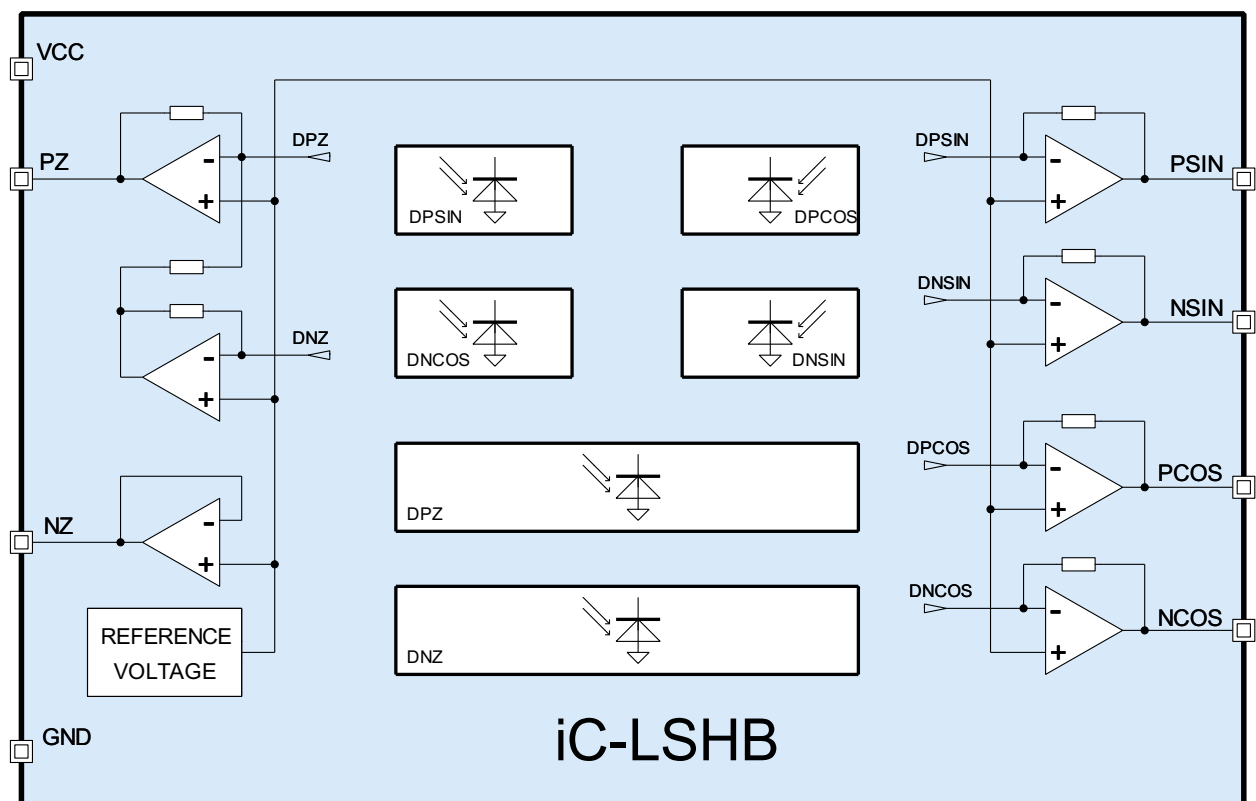 VCC
PZ
DPZ
-
+
DNZ
-
+
NZ
-
+
REFERENCE
VOLTAGE
GND
DPSIN
DPCOS
DNCOS
DNSIN
DPZ
DNZ
iC-LSHB
DPSIN
-
+
PSIN
DNSIN
-
+
NSIN
DPCOS
-
+
PCOS
DNCOS
-
+
NCOS